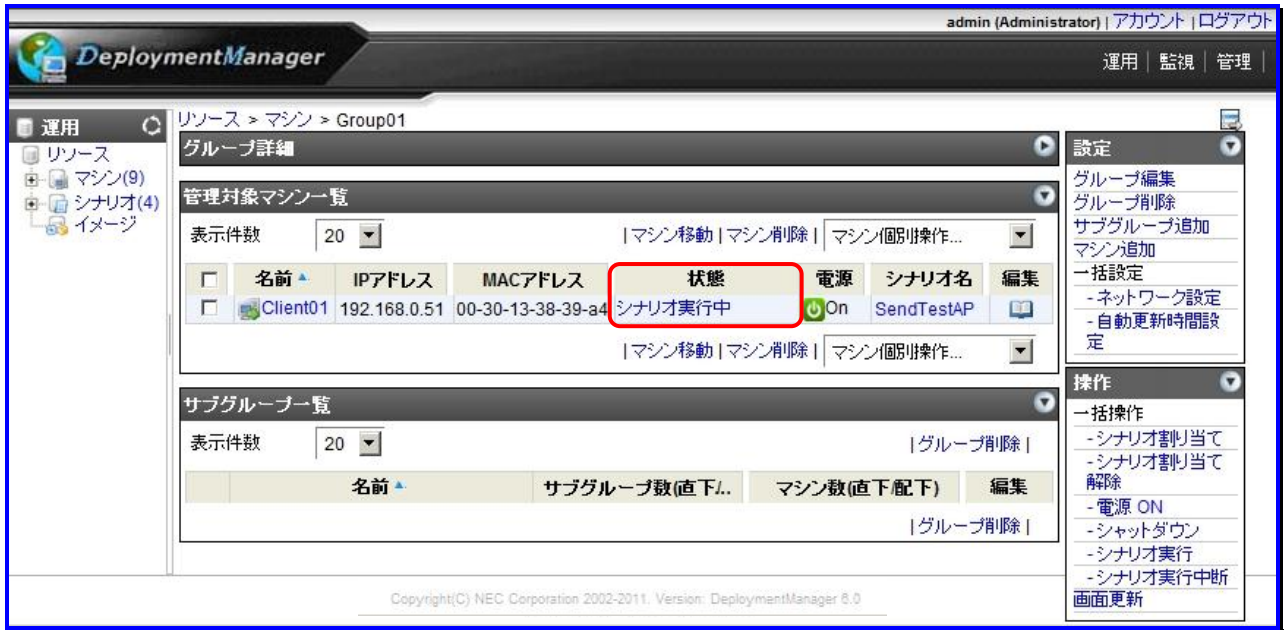 admin (Administrator) | アカウント | ログアウト
DeploymentManager
運用 | 監視 | 管理 |
運用
リソース
マシン(9)
シナリオ(4)
イメージ
リソース > マシン > Group01
グループ詳細
管理対象マシン一覧
表示件数 20 | マシン移動 | マシン削除 | マシン個別操作...
名前 IPアドレス MACアドレス 状態 電源 シナリオ名 編集
Client01 192.168.0.51 00-30-13-38-39-a4 シナリオ実行中 On SendTestAP
| マシン移動 | マシン削除 | マシン個別操作...
サブグループ一覧
表示件数 20 | グループ削除 |
名前 サブグループ数(直下/.. マシン数(直下/配下) 編集
| グループ削除 |
設定
グループ編集
グループ削除
サブグループ追加
マシン追加
一括設定
-ネットワーク設定
-自動更新時間設
定
操作
一括操作
-シナリオ割り当て
-シナリオ割り当て
解除
-電源 ON
-シャットダウン
-シナリオ実行
-シナリオ実行中断
画面更新
Copyright(C) NEC Corporation 2002-2011. Version: DeploymentManager 6.0